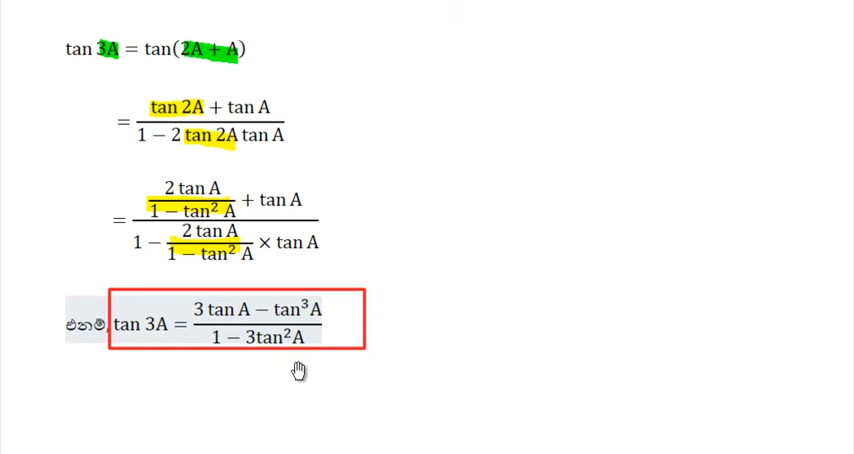 tan 3A = tan(2A + A)
= (tan 2A + tan A) / (1 − 2 tan 2A tan A)
= (2 tan A / (1 − tan² A) + tan A) / (1 − 2 tan A / (1 − tan² A) × tan A)
එනම්, tan 3A = (3 tan A − tan³A) / (1 − 3tan²A)